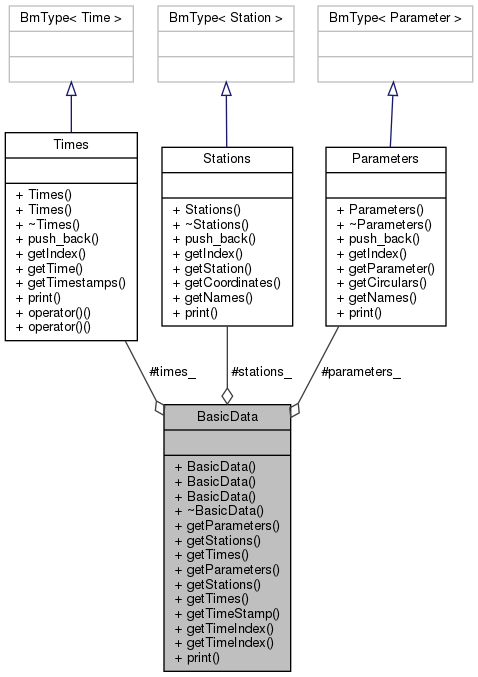 BmType< Time >
BmType< Station >
BmType< Parameter >
Times
+ Times()
+ Times()
+ ~Times()
+ push_back()
+ getIndex()
+ getTime()
+ getTimestamps()
+ print()
+ operator()()
+ operator()()
Stations
+ Stations()
+ ~Stations()
+ push_back()
+ getIndex()
+ getStation()
+ getCoordinates()
+ getNames()
+ print()
Parameters
+ Parameters()
+ ~Parameters()
+ push_back()
+ getIndex()
+ getParameter()
+ getCirculars()
+ getNames()
+ print()
#times_
#stations_
#parameters_
BasicData
+ BasicData()
+ BasicData()
+ BasicData()
+ ~BasicData()
+ getParameters()
+ getStations()
+ getTimes()
+ getParameters()
+ getStations()
+ getTimes()
+ getTimeStamp()
+ getTimeIndex()
+ getTimeIndex()
+ print()